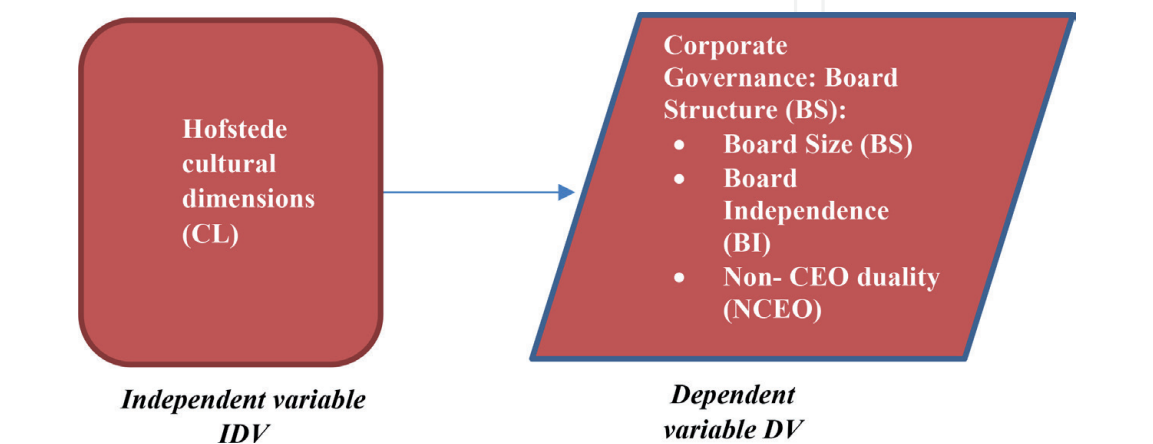 Hofstede
cultural
dimensions
(CL)
Corporate
Governance: Board
Structure (BS):
• Board Size (BS)
• Board
Independence
(BI)
• Non- CEO duality
(NCEO)
Independent variable
IDV
Dependent
variable DV